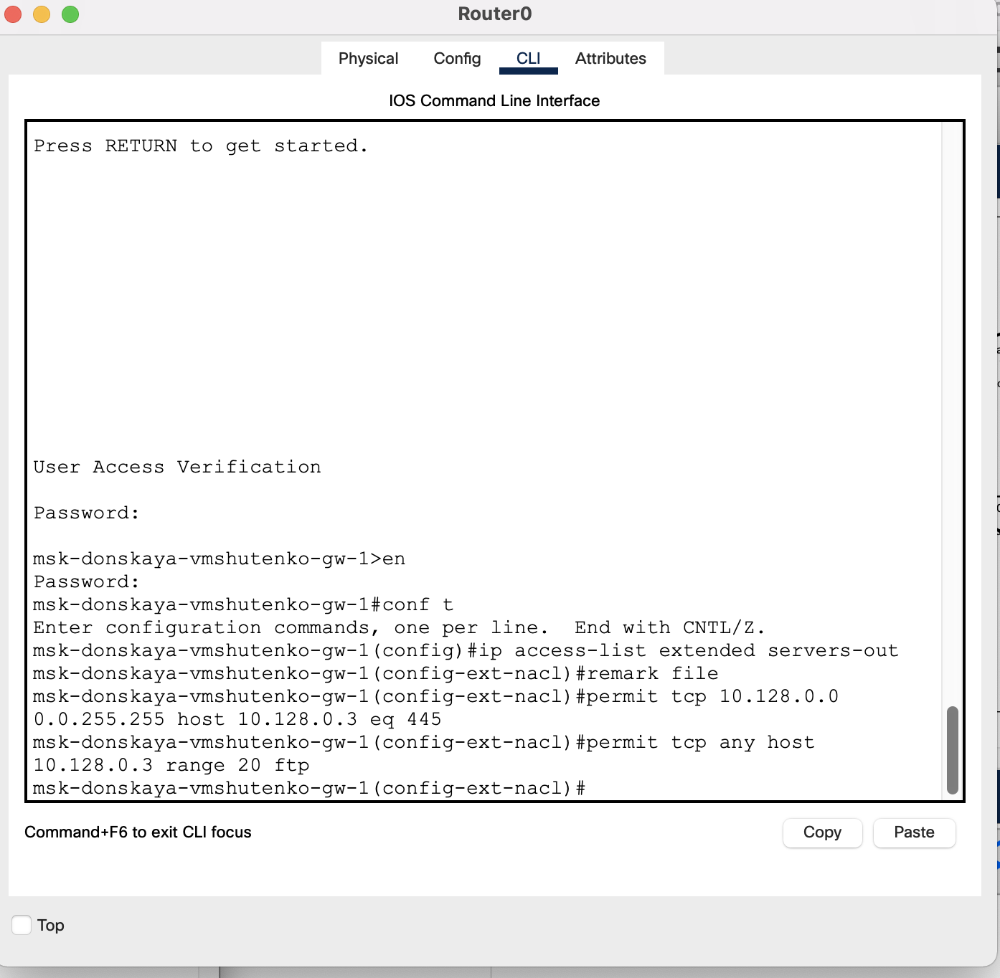 Router0
Physical Config CLI Attributes
IOS Command Line Interface
Press RETURN to get started.
User Access Verification
Password:
msk-donskaya-vmshutenko-gw-1>en
Password:
msk-donskaya-vmshutenko-gw-1#conf t
Enter configuration commands, one per line.  End with CNTL/Z.
msk-donskaya-vmshutenko-gw-1(config)#ip access-list extended servers-out
msk-donskaya-vmshutenko-gw-1(config-ext-nacl)#remark file
msk-donskaya-vmshutenko-gw-1(config-ext-nacl)#permit tcp 10.128.0.0
0.0.255.255 host 10.128.0.3 eq 445
msk-donskaya-vmshutenko-gw-1(config-ext-nacl)#permit tcp any host
10.128.0.3 range 20 ftp
msk-donskaya-vmshutenko-gw-1(config-ext-nacl)#
Command+F6 to exit CLI focus
Copy Paste
Top